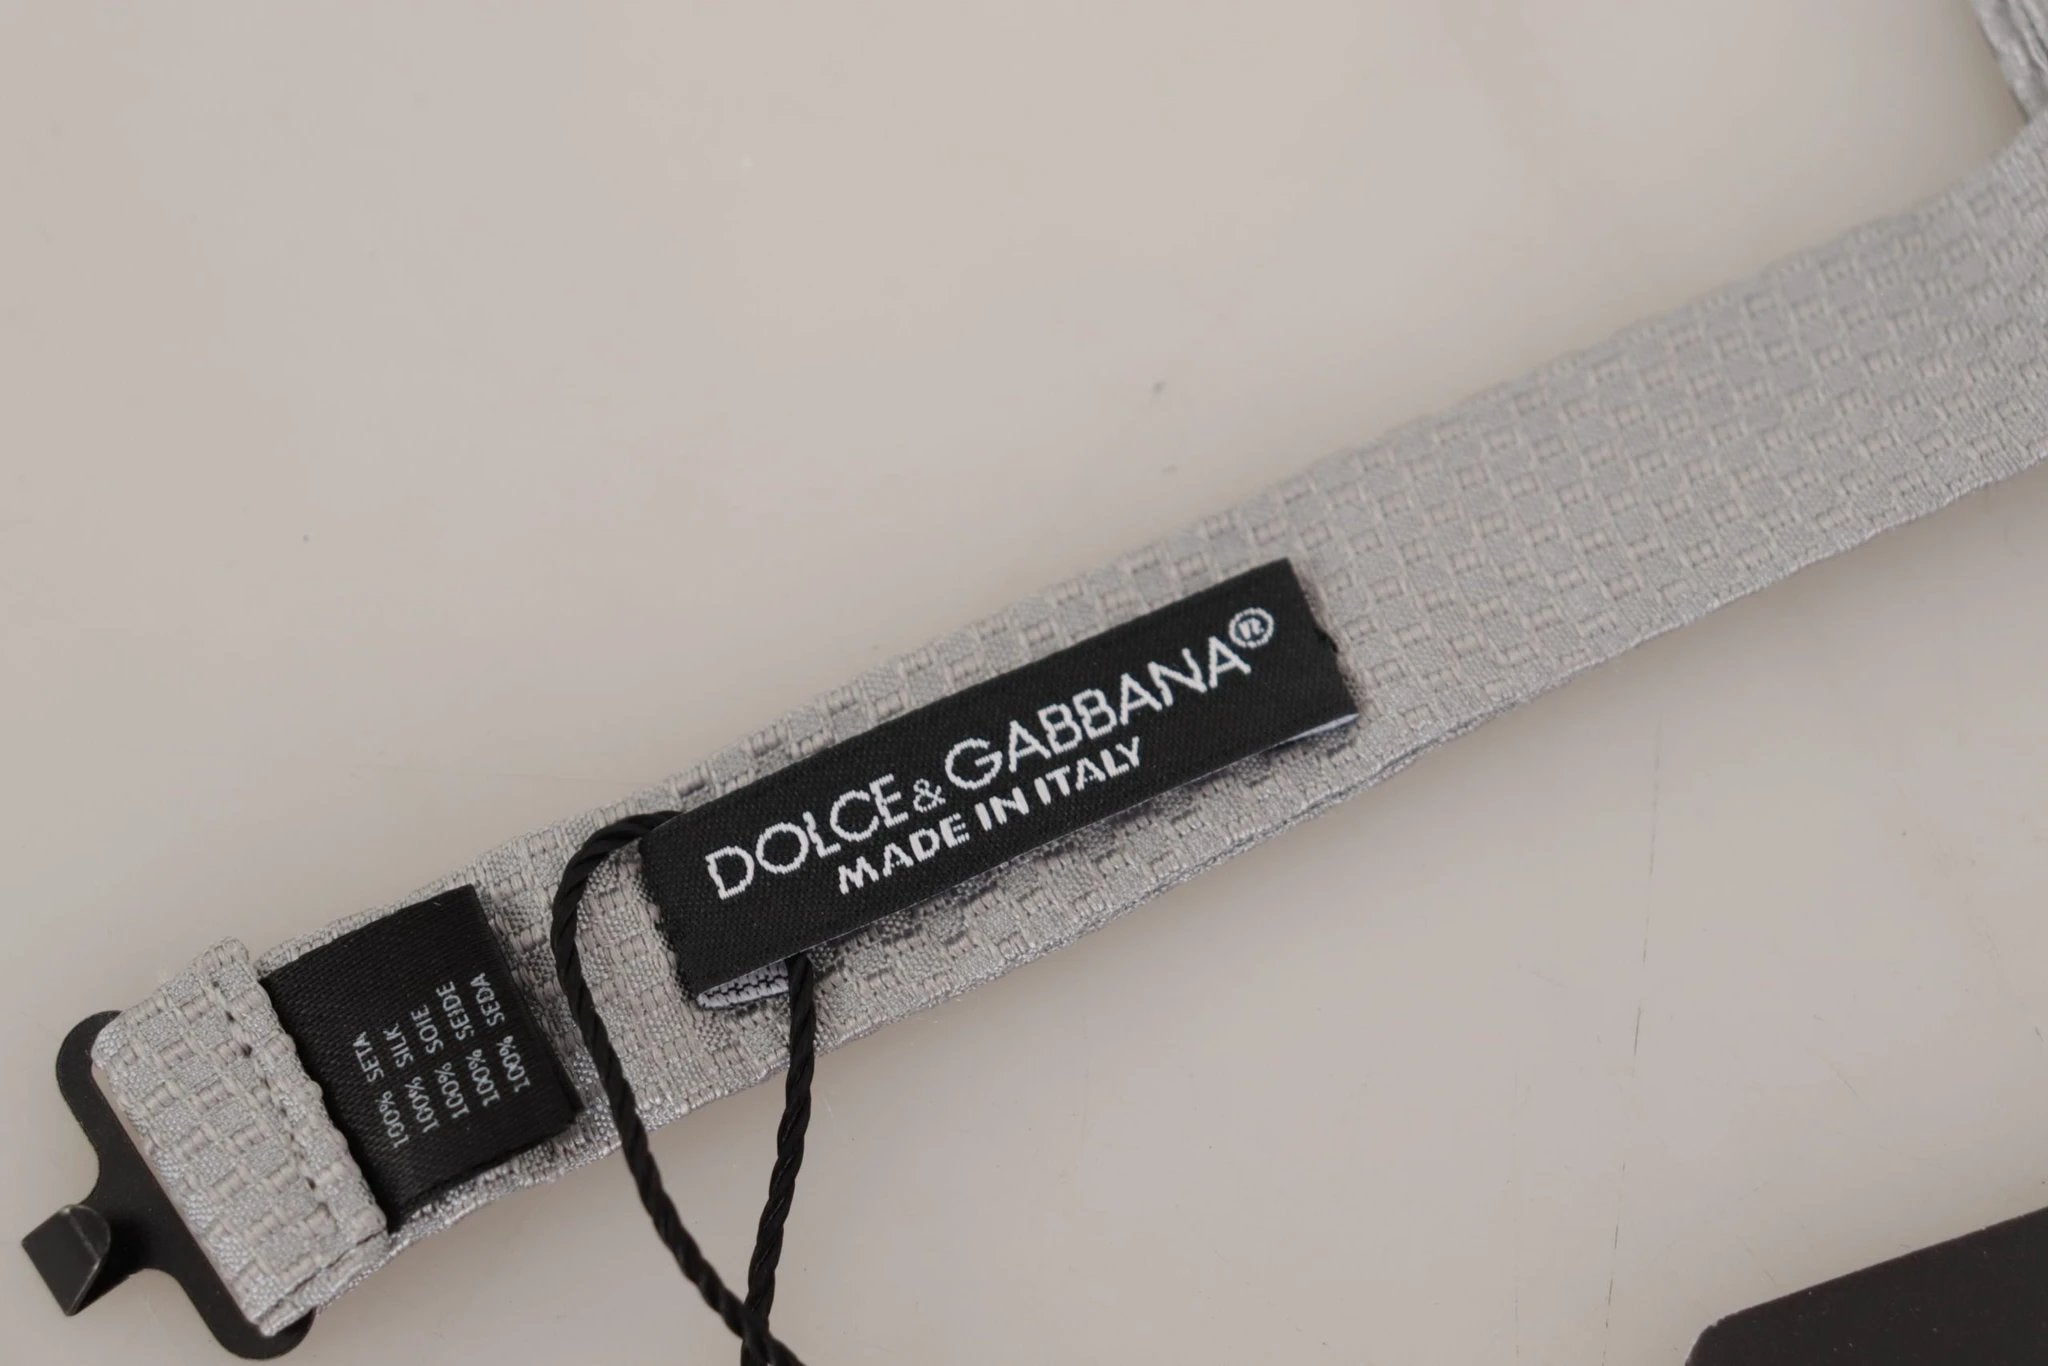 DOLCE & GABBANA®
MADE IN ITALY
100% SETA
100% SILK
100% SOIE
100% SEIDE
100% SEDA